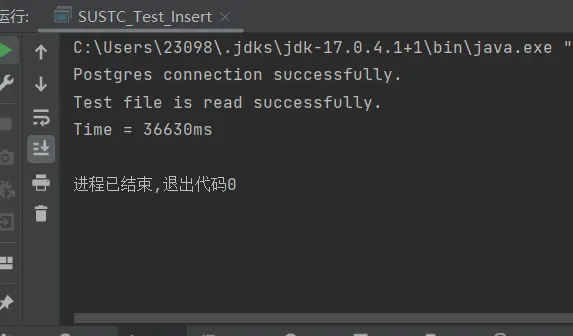 运行: SUSTC_Test_Insert ×
C:\Users\23098\.jdks\jdk-17.0.4.1+1\bin\java.exe "
Postgres connection successfully.
Test file is read successfully.
Time = 36630ms
进程已结束,退出代码0